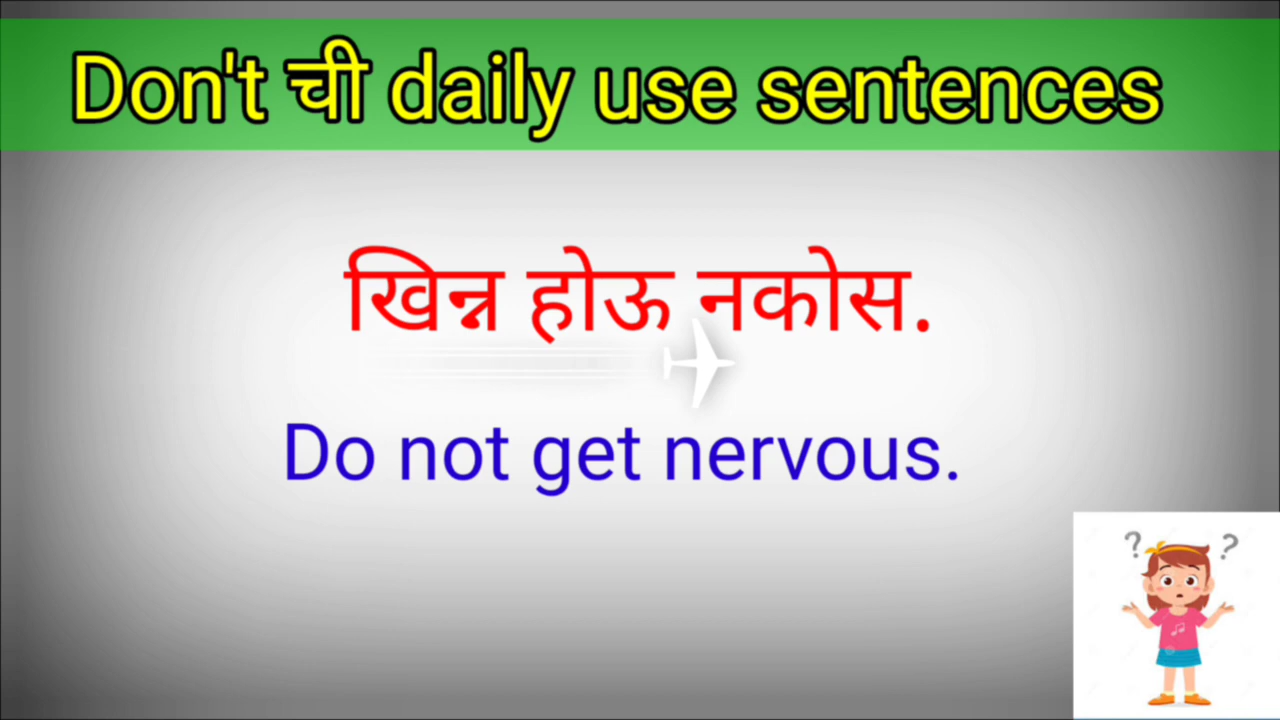 Don't ची daily use sentences
खिन्न होऊ नकोस.
Do not get nervous.
? ?